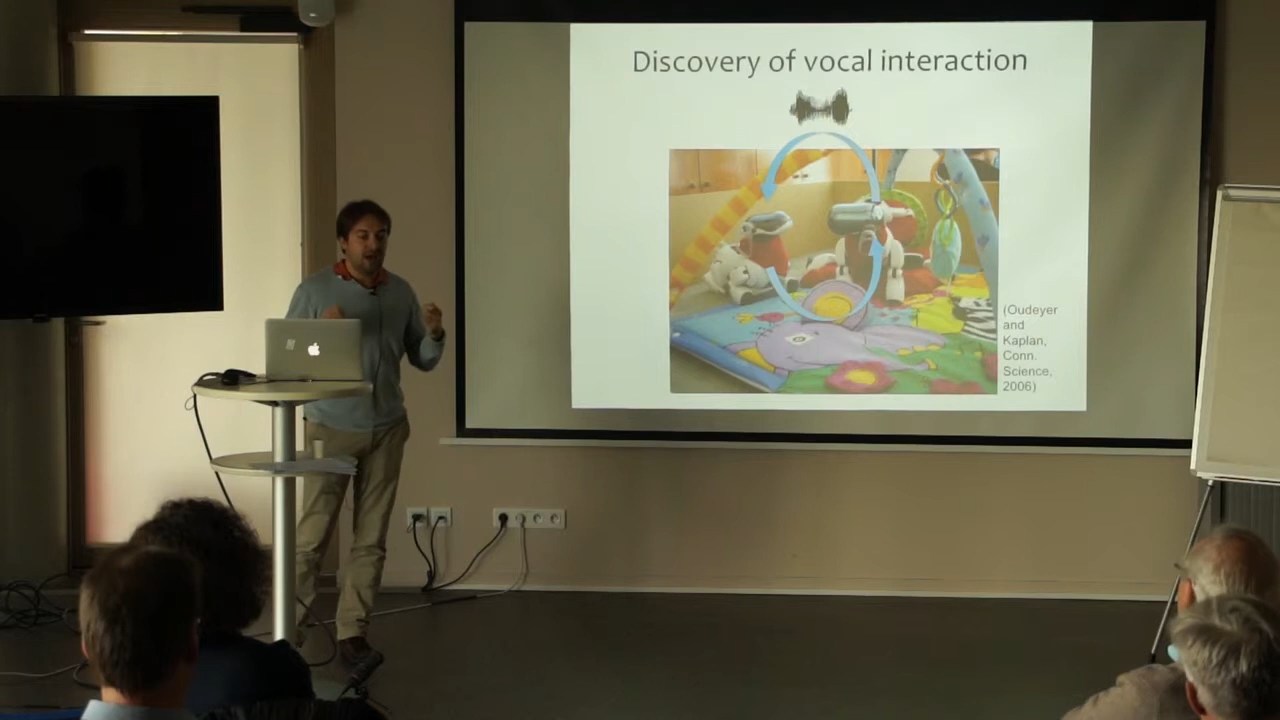 Discovery of vocal interaction
(Oudeyer
and
Kaplan,
Conn.
Science,
2006)